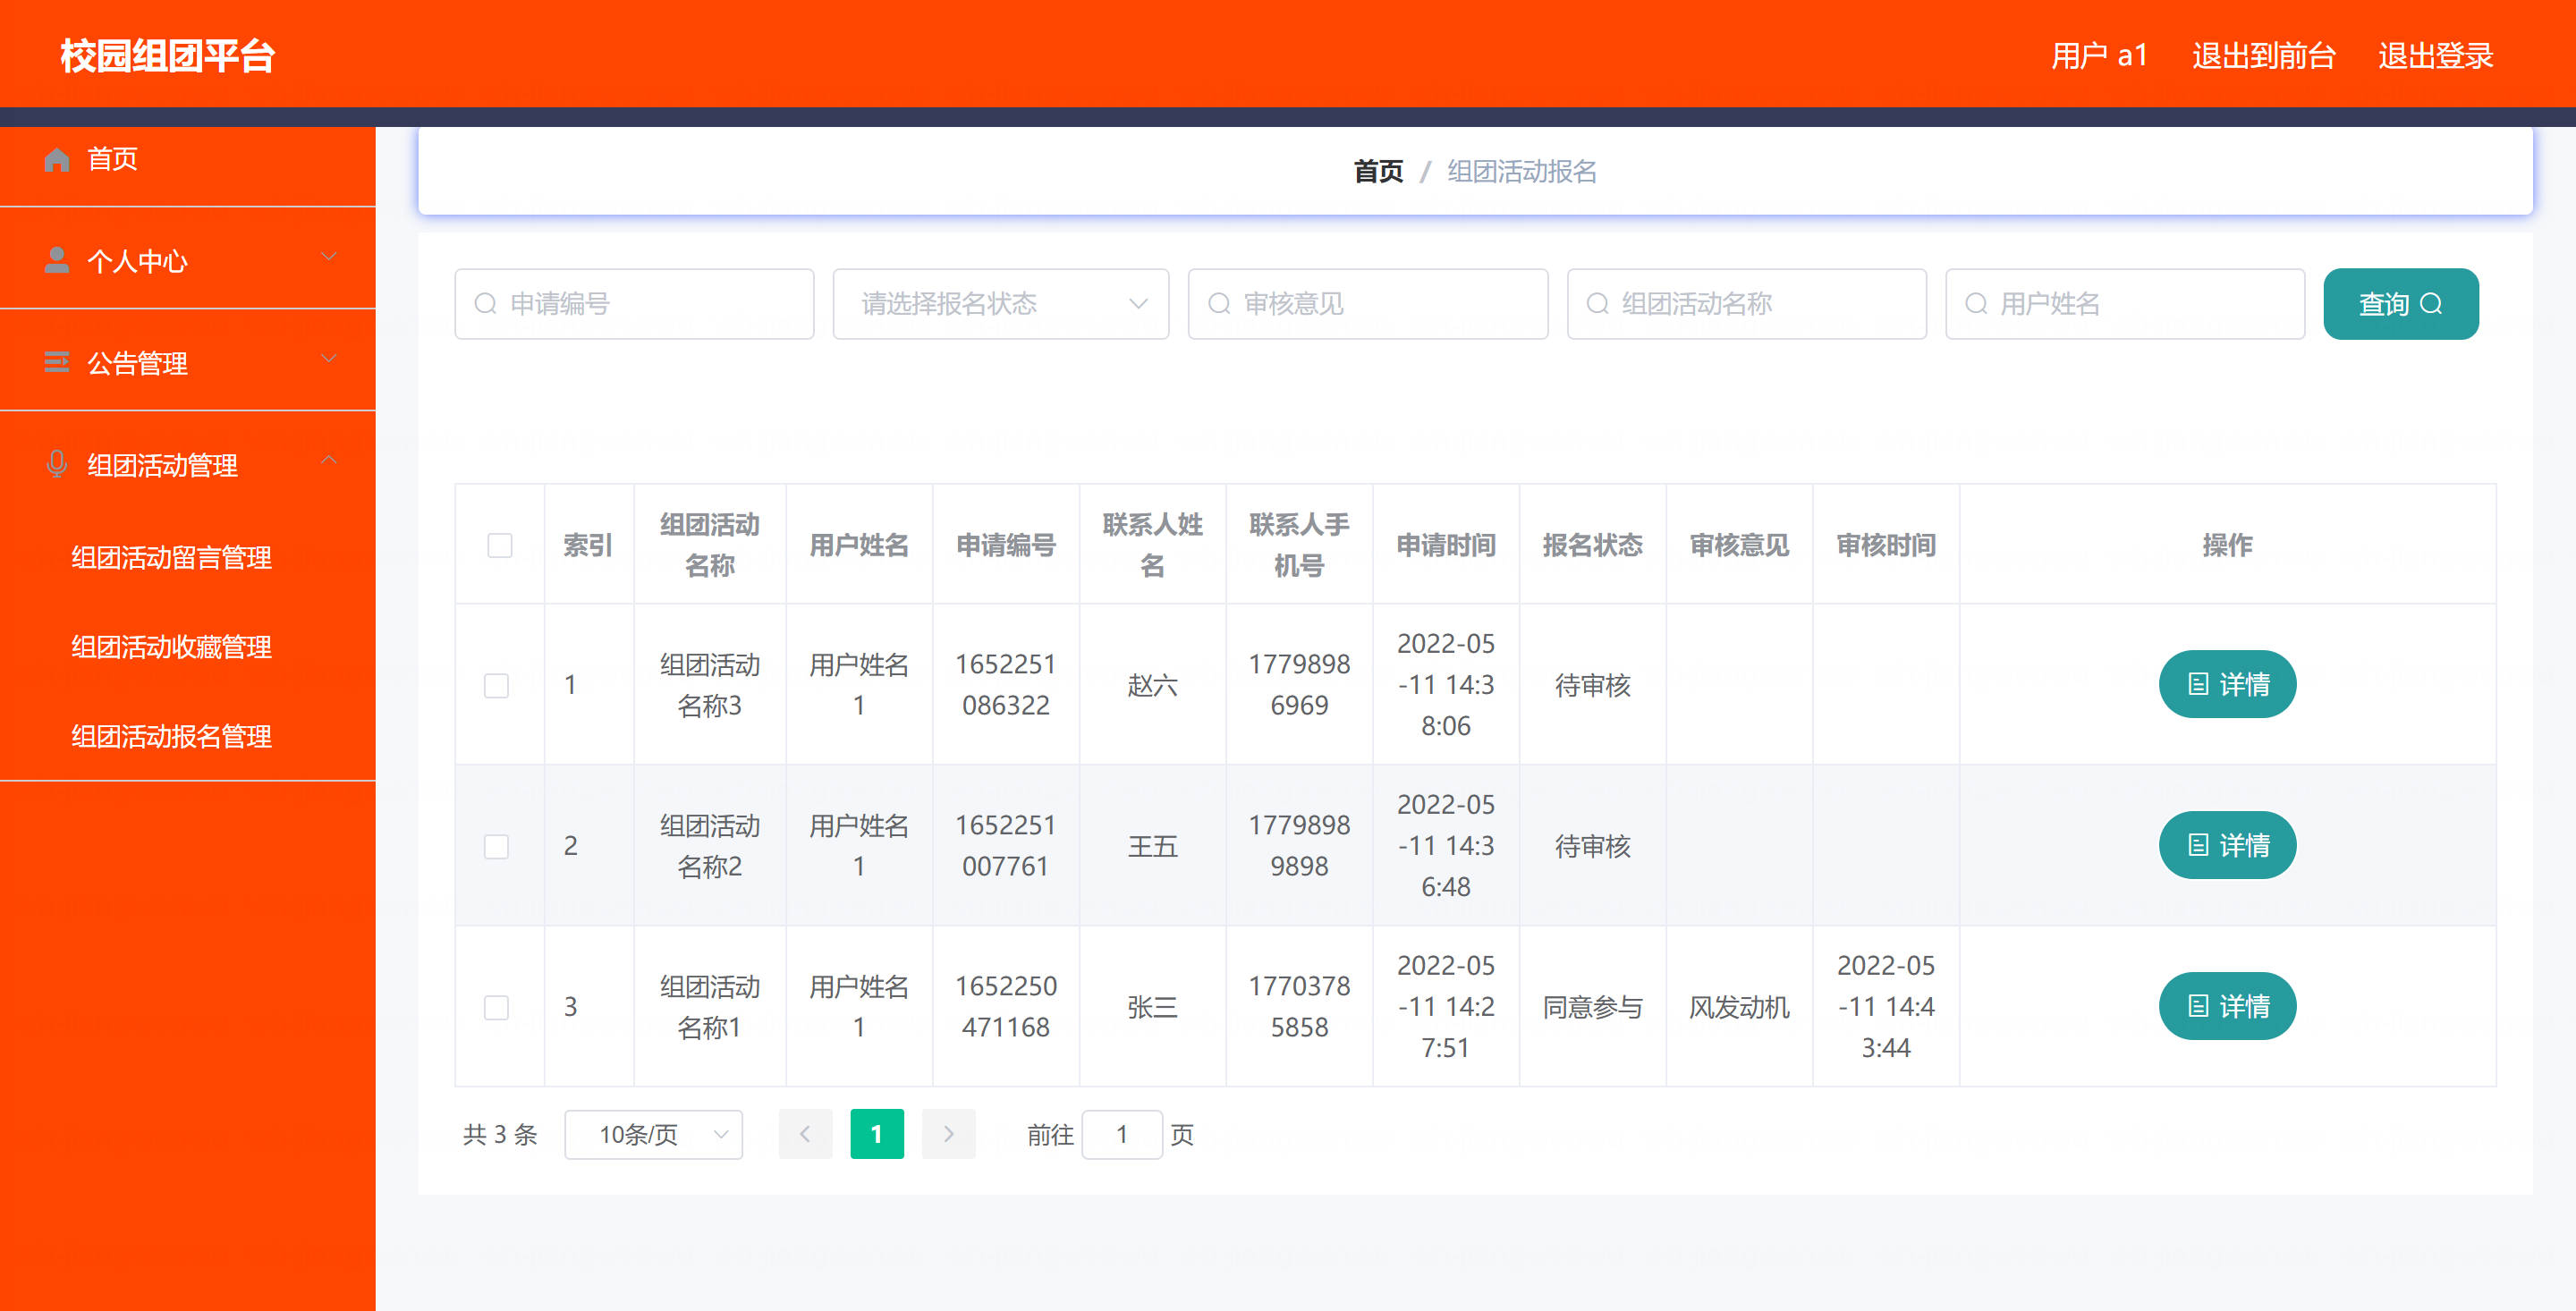 校园组团平台
用户 a1 退出到前台 退出登录
首页
个人中心
公告管理
组团活动管理
组团活动留言管理
组团活动收藏管理
组团活动报名管理
首页 / 组团活动报名
申请编号 请选择报名状态 审核意见 组团活动名称 用户姓名 查询
索引 组团活动名称 用户姓名 申请编号 联系人姓名 联系人手机号 申请时间 报名状态 审核意见 审核时间 操作
1 组团活动名称3 用户姓名1 1652251086322 赵六 17798986969 2022-05-11 14:38:06 待审核 详情
2 组团活动名称2 用户姓名1 1652251007761 王五 17798989898 2022-05-11 14:36:48 待审核 详情
3 组团活动名称1 用户姓名1 1652250471168 张三 17703785858 2022-05-11 14:27:51 同意参与 风发动机 2022-05-11 14:43:44 详情
共 3 条 10条/页 1 前往 1 页